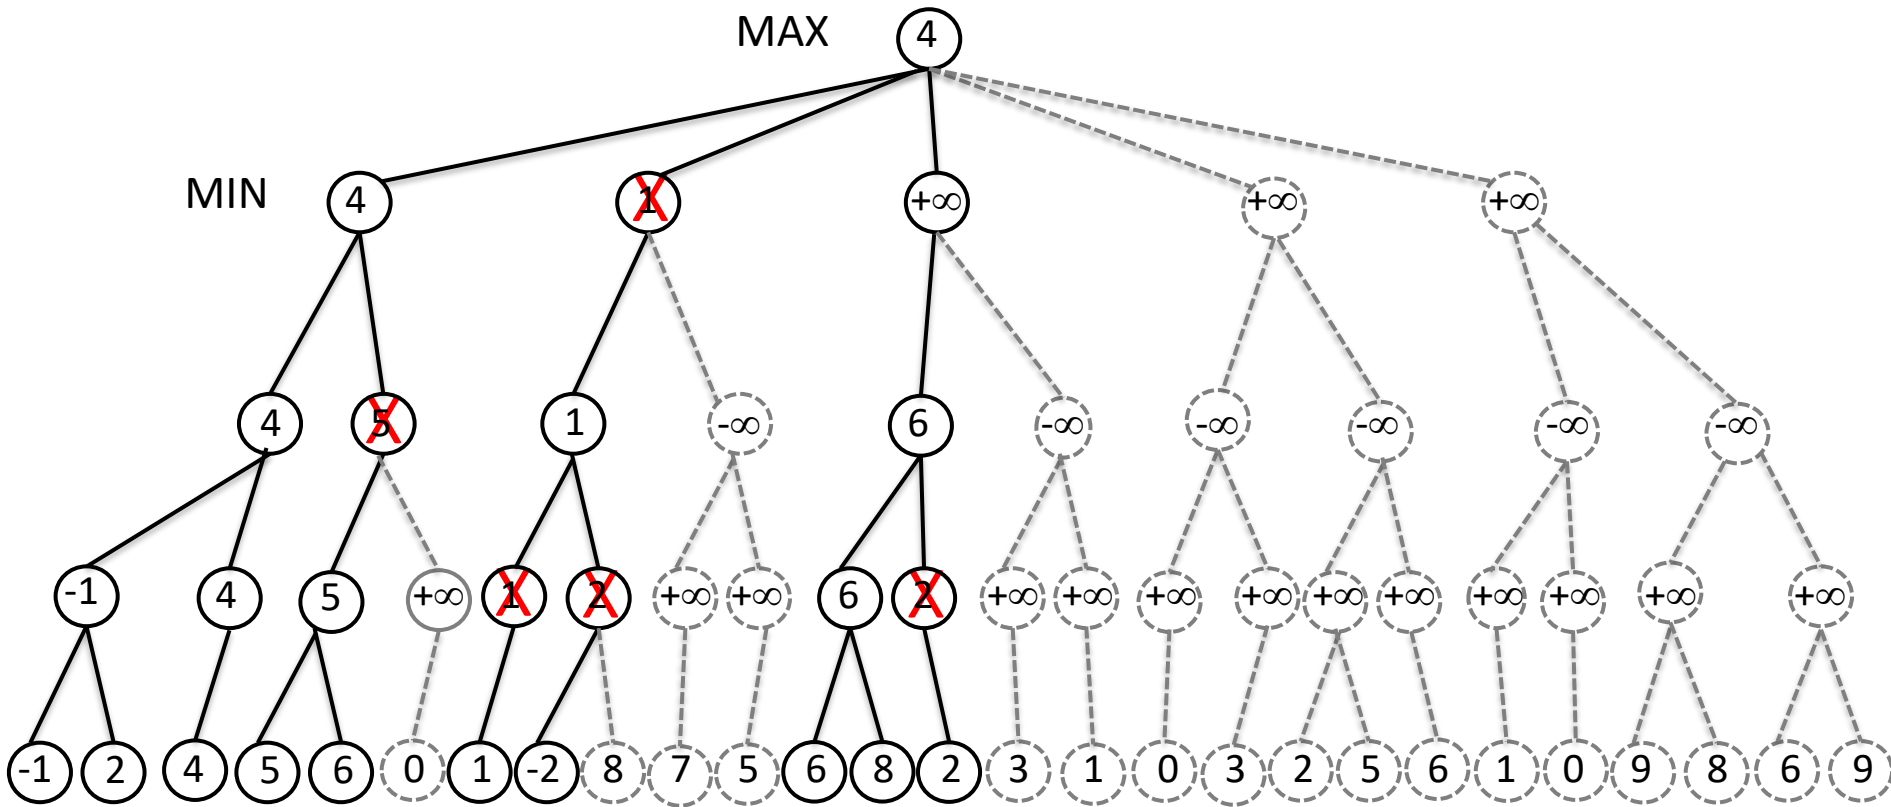 MAX 4
MIN 4 1 +∞ +∞ +∞
4 5 1 -∞ 6 -∞ -∞ -∞ -∞ -∞
-1 4 5 +∞ 1 2 +∞ +∞ 6 2 +∞ +∞ +∞ +∞ +∞ +∞ +∞ +∞ +∞ +∞
-1 2 4 5 6 0 1 -2 8 7 5 6 8 2 3 1 0 3 2 5 6 1 0 9 8 6 9